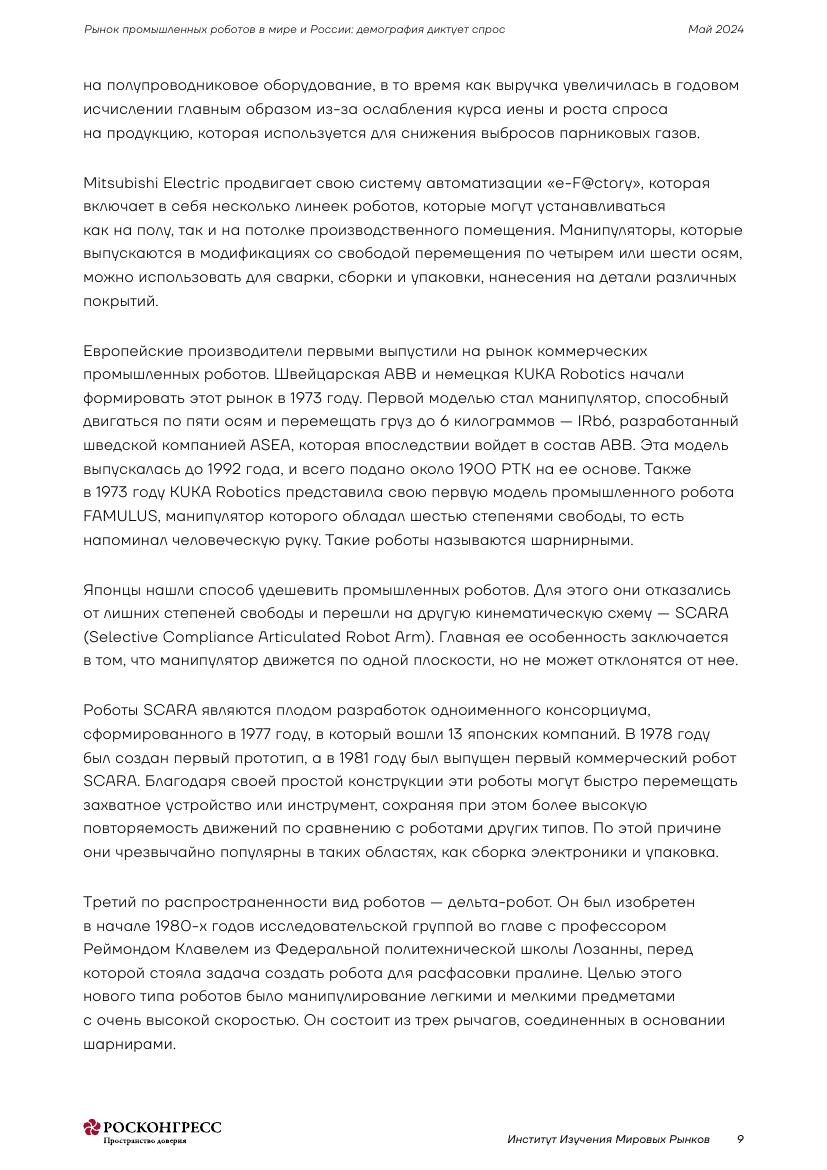 Рынок промышленных роботов в мире и России: демография диктует спрос
Май 2024
на полупроводниковое оборудование, в то время как выручка увеличилась в годовом
исчислении главным образом из-за ослабления курса иены и роста спроса
на продукцию, которая используется для снижения выбросов парниковых газов.
Mitsubishi Electric продвигает свою систему автоматизации «e-F@ctory», которая
включает в себя несколько линеек роботов, которые могут устанавливаться
как на полу, так и на потолке производственного помещения. Манипуляторы, которые
выпускаются в модификациях со свободой перемещения по четырем или шести осям,
можно использовать для сварки, сборки и упаковки, нанесения на детали различных
покрытий.
Европейские производители первыми выпустили на рынок коммерческих
промышленных роботов. Швейцарская ABB и немецкая KUKA Robotics начали
формировать этот рынок в 1973 году. Первой моделью стал манипулятор, способный
двигаться по пяти осям и перемещать груз до 6 килограммов — IRb6, разработанный
шведской компанией ASEA, которая впоследствии войдет в состав ABB. Эта модель
выпускалась до 1992 года, и всего подано около 1900 РТК на ее основе. Также
в 1973 году KUKA Robotics представила свою первую модель промышленного робота
FAMULUS, манипулятор которого обладал шестью степенями свободы, то есть
напоминал человеческую руку. Такие роботы называются шарнирными.
Японцы нашли способ удешевить промышленных роботов. Для этого они отказались
от лишних степеней свободы и перешли на другую кинематическую схему — SCARA
(Selective Compliance Articulated Robot Arm). Главная ее особенность заключается
в том, что манипулятор движется по одной плоскости, но не может отклонятся от нее.
Роботы SCARA являются плодом разработок одноименного консорциума,
сформированного в 1977 году, в который вошли 13 японских компаний. В 1978 году
был создан первый прототип, а в 1981 году был выпущен первый коммерческий робот
SCARA. Благодаря своей простой конструкции эти роботы могут быстро перемещать
захватное устройство или инструмент, сохраняя при этом более высокую
повторяемость движений по сравнению с роботами других типов. По этой причине
они чрезвычайно популярны в таких областях, как сборка электроники и упаковка.
Третий по распространенности вид роботов — дельта-робот. Он был изобретен
в начале 1980-х годов исследовательской группой во главе с профессором
Реймондом Клавелем из Федеральной политехнической школы Лозанны, перед
которой стояла задача создать робота для расфасовки пралине. Целью этого
нового типа роботов было манипулирование легкими и мелкими предметами
с очень высокой скоростью. Он состоит из трех рычагов, соединенных в основании
шарнирами.
РОСКОНГРЕСС
Пространство доверия
Институт Изучения Мировых Рынков
9